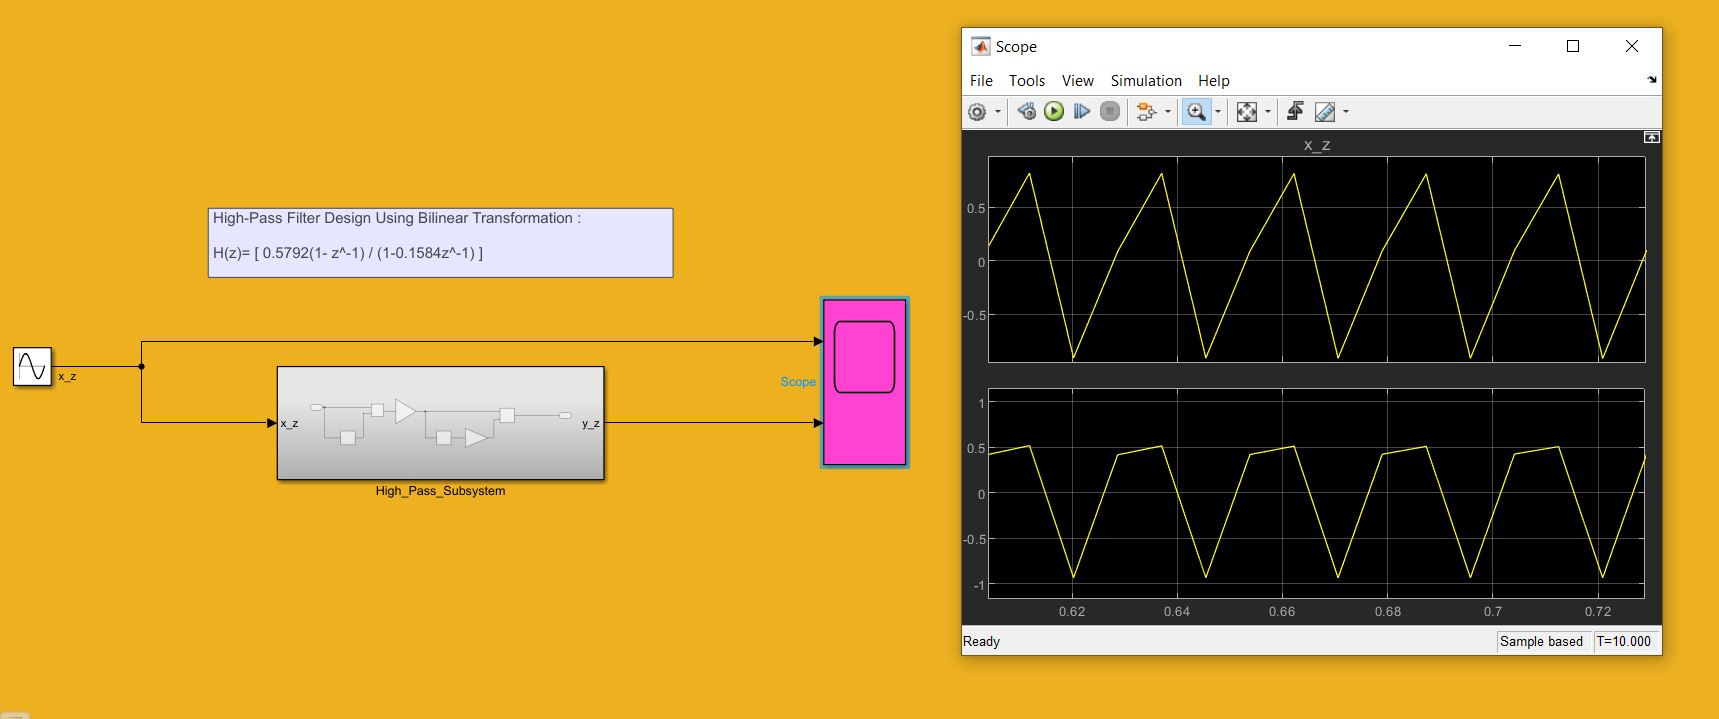 High-Pass Filter Design Using Bilinear Transformation :
H(z)= [ 0.5792(1- z^-1) / (1-0.1584z^-1) ]
x_z
x_z
y_z
High_Pass_Subsystem
Scope
Scope
File Tools View Simulation Help
x_z
0.5
0
-0.5
1
0.5
0
-0.5
-1
0.62 0.64 0.66 0.68 0.7 0.72
Ready Sample based T=10.000